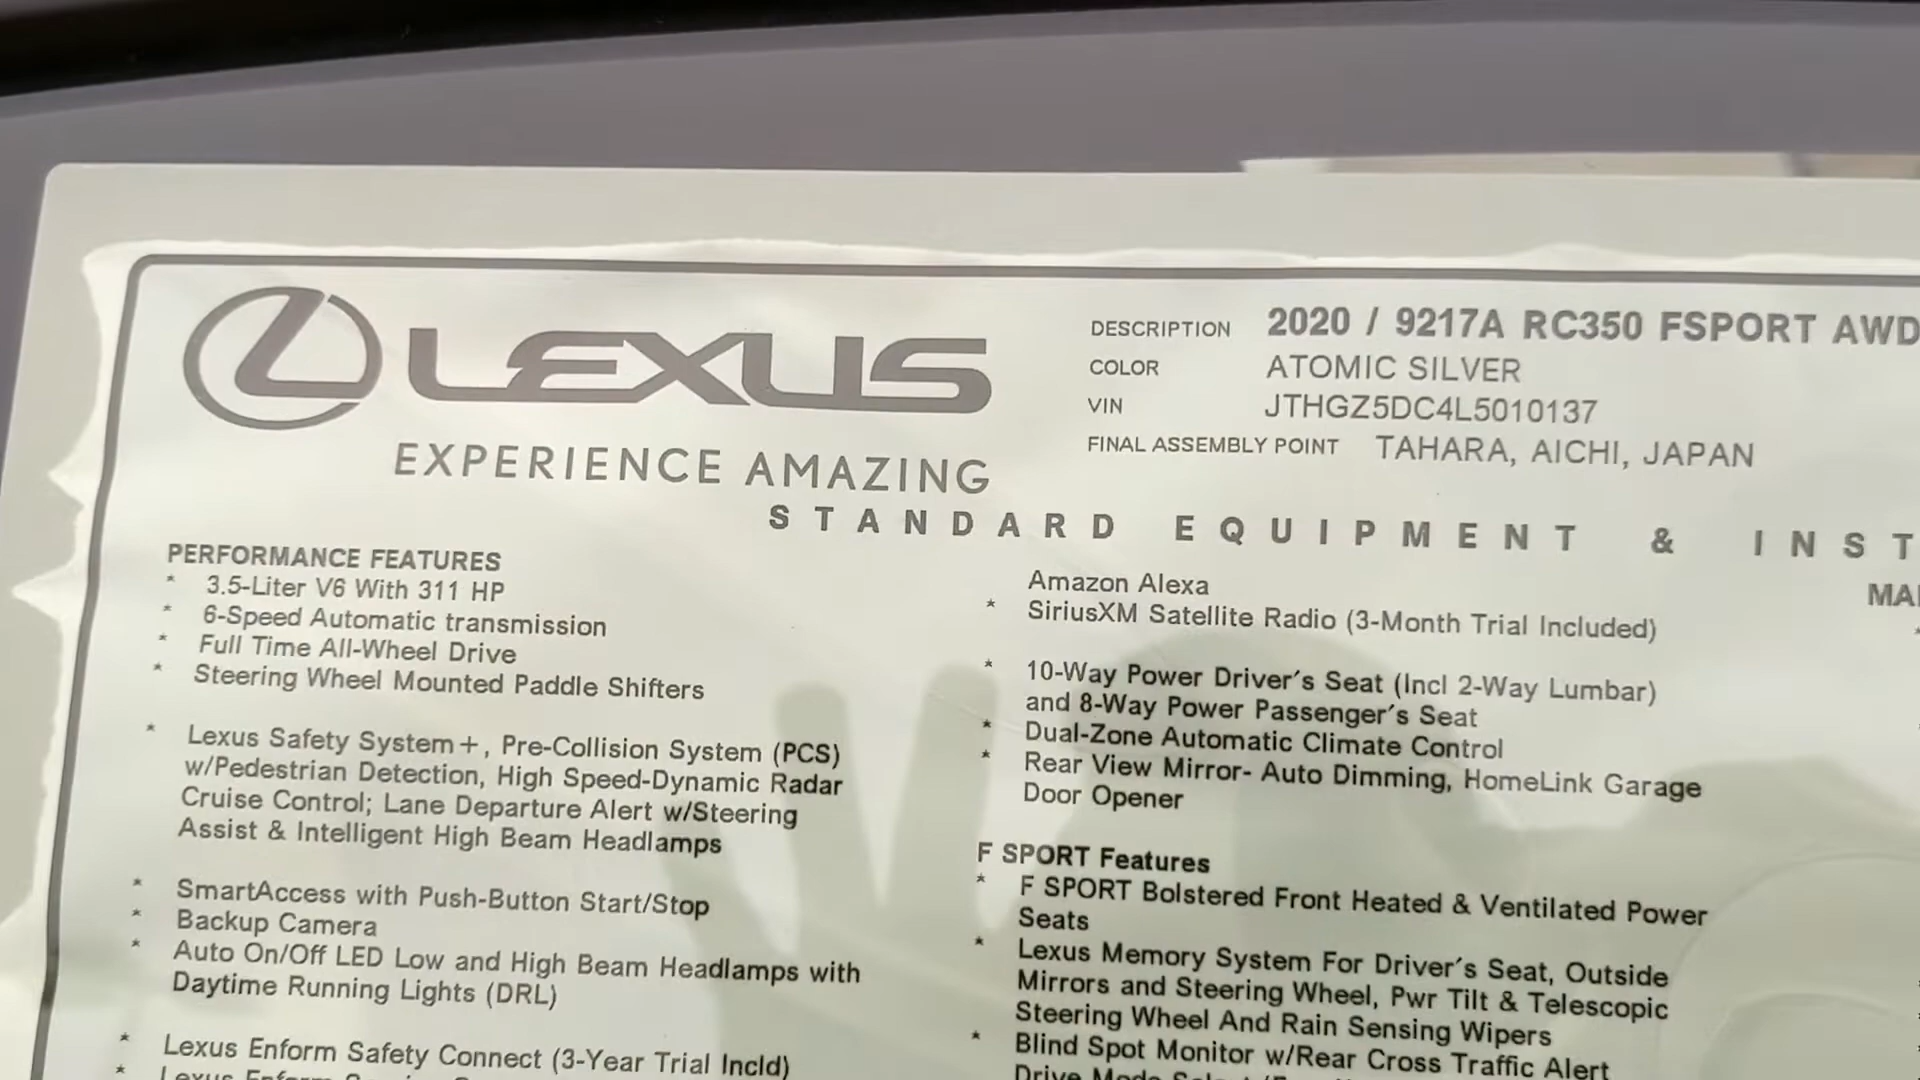 LEXUS
EXPERIENCE AMAZING
DESCRIPTION 2020 / 9217A RC350 FSPORT AWD
COLOR ATOMIC SILVER
VIN JTHGZ5DC4L5010137
FINAL ASSEMBLY POINT TAHARA, AICHI, JAPAN
STANDARD EQUIPMENT & INST
PERFORMANCE FEATURES
* 3.5-Liter V6 With 311 HP
* 6-Speed Automatic transmission
* Full Time All-Wheel Drive
* Steering Wheel Mounted Paddle Shifters
* Lexus Safety System+, Pre-Collision System (PCS)
w/Pedestrian Detection, High Speed-Dynamic Radar
Cruise Control; Lane Departure Alert w/Steering
Assist & Intelligent High Beam Headlamps
* SmartAccess with Push-Button Start/Stop
* Backup Camera
* Auto On/Off LED Low and High Beam Headlamps with
Daytime Running Lights (DRL)
* Lexus Enform Safety Connect (3-Year Trial Incld)
* Lexus Enform
Amazon Alexa
* SiriusXM Satellite Radio (3-Month Trial Included)
* 10-Way Power Driver's Seat (Incl 2-Way Lumbar)
and 8-Way Power Passenger's Seat
* Dual-Zone Automatic Climate Control
* Rear View Mirror- Auto Dimming, HomeLink Garage
Door Opener
F SPORT Features
* F SPORT Bolstered Front Heated & Ventilated Power
Seats
* Lexus Memory System For Driver's Seat, Outside
Mirrors and Steering Wheel, Pwr Tilt & Telescopic
Steering Wheel And Rain Sensing Wipers
* Blind Spot Monitor w/Rear Cross Traffic Alert
Drive Mode
MA